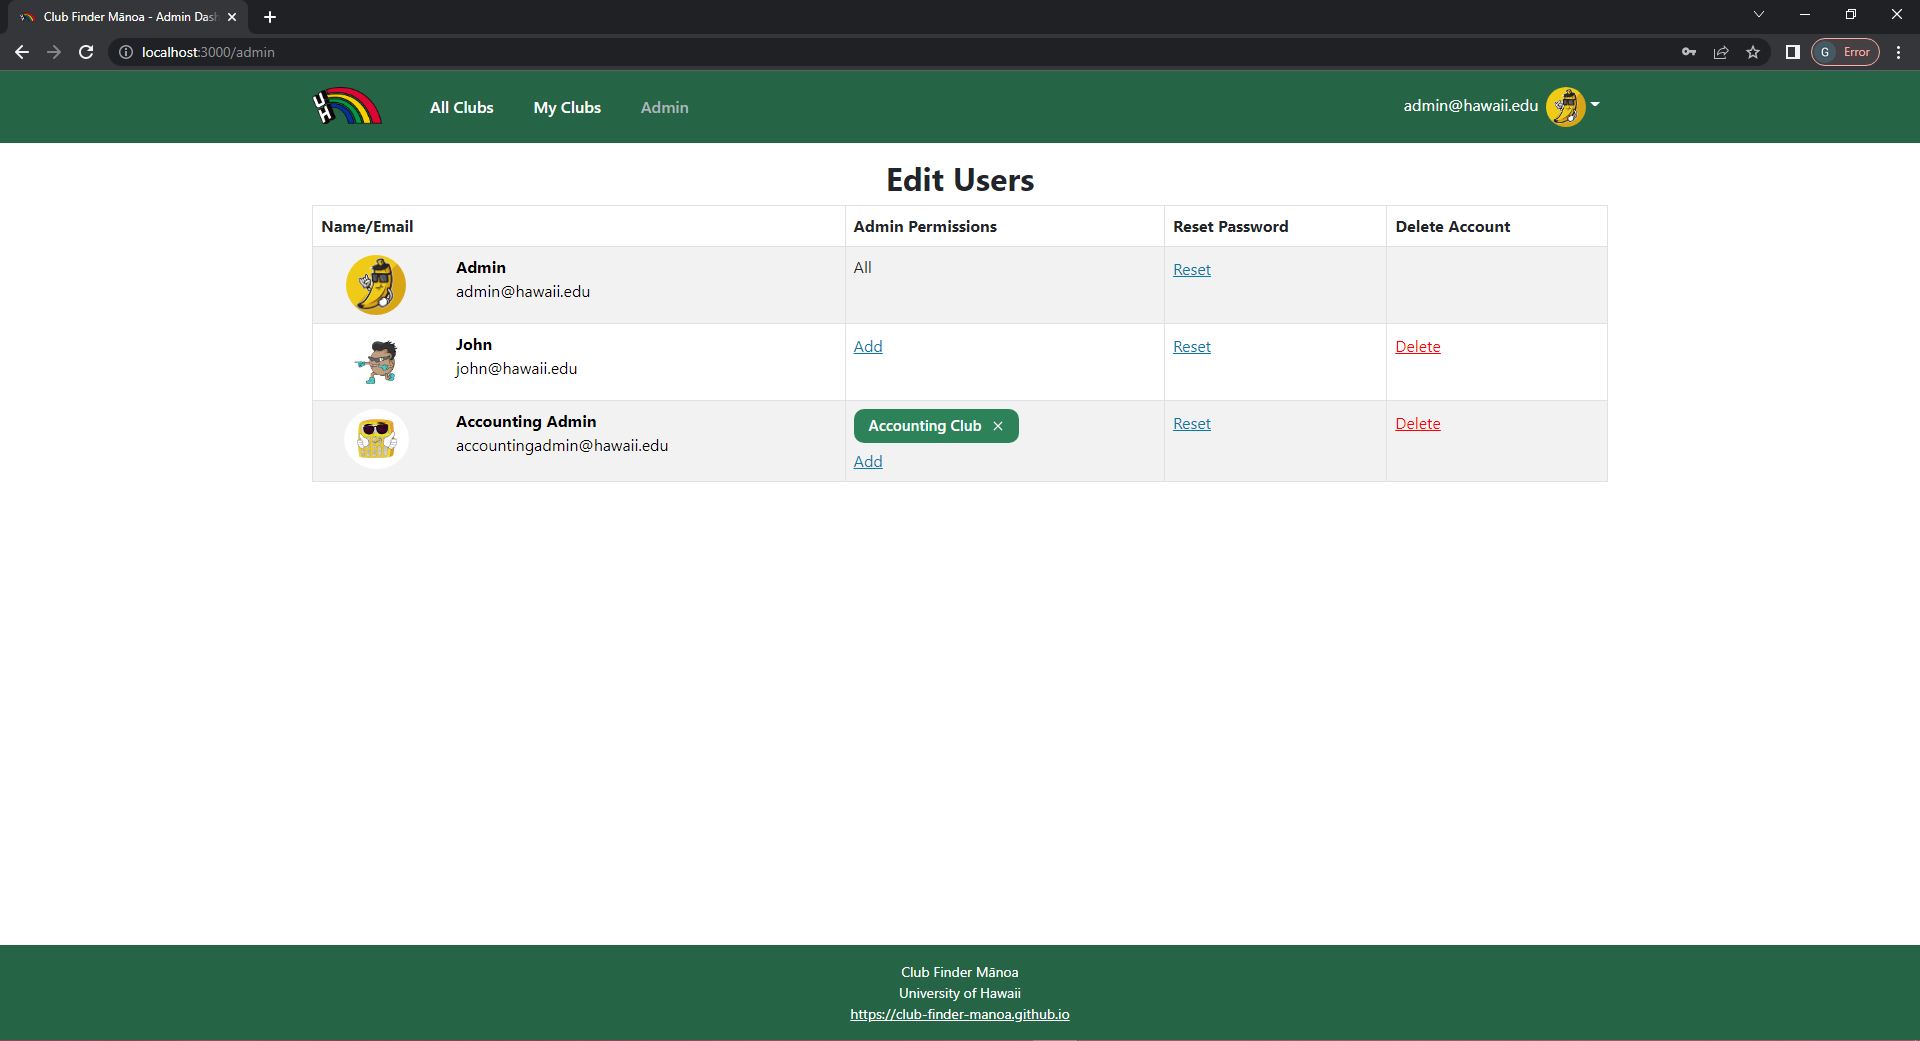 Club Finder Mānoa - Admin Dash
localhost:3000/admin
G Error
UH
All Clubs My Clubs Admin
admin@hawaii.edu
Edit Users
Name/Email Admin Permissions Reset Password Delete Account
Admin
admin@hawaii.edu
All
Reset
John
john@hawaii.edu
Add
Reset
Delete
Accounting Admin
accountingadmin@hawaii.edu
Accounting Club ×
Add
Reset
Delete
Club Finder Mānoa
University of Hawaii
https://club-finder-manoa.github.io